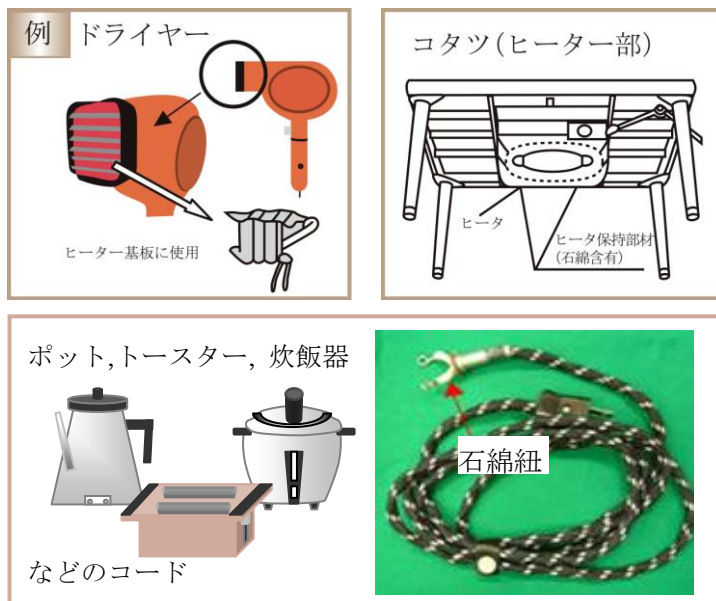 例 ドライヤー
ヒーター基板に使用
コタツ(ヒーター部)
ヒータ
ヒータ保持部材
(石綿含有)
ポット,トースター, 炊飯器
などのコード
石綿紐